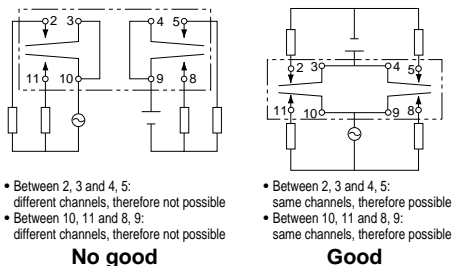 2 3 4 5
11 10 9 8
2 3 4 5
11 10 9 8
• Between 2, 3 and 4, 5:
different channels, therefore not possible
• Between 10, 11 and 8, 9:
different channels, therefore not possible
No good
• Between 2, 3 and 4, 5:
same channels, therefore possible
• Between 10, 11 and 8, 9:
same channels, therefore possible
Good